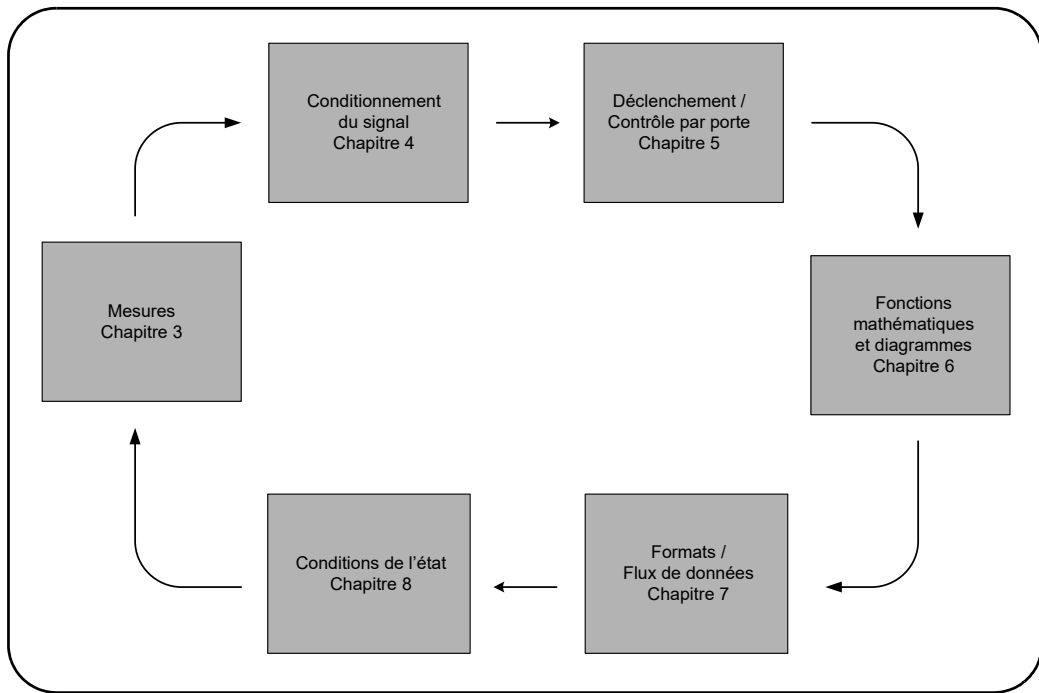 Conditionnement
du signal
Chapitre 4
Déclenchement /
Contrôle par porte
Chapitre 5
Mesures
Chapitre 3
Fonctions
mathématiques
et diagrammes
Chapitre 6
Conditions de l’état
Chapitre 8
Formats /
Flux de données
Chapitre 7